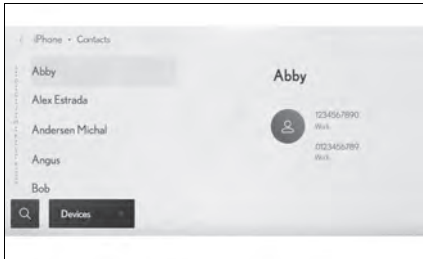 iPhone • Contacts
Abby
Alex Estrada
Andersen Michal
Angus
Bob
Devices
Abby
1234567890
Work
0123456789
Work